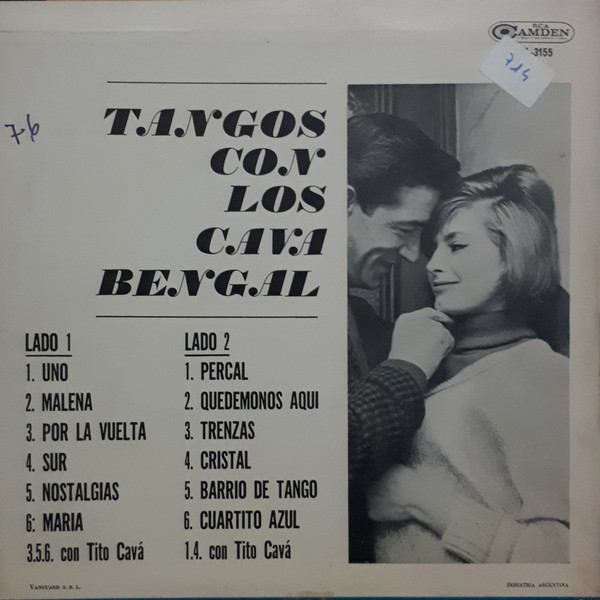 RCA
CAMDEN
3155
714
7-6
TANGOS
CON
LOS
CAVA
BENGAL
LADO 1
1. UNO
2. MALENA
3. POR LA VUELTA
4. SUR
5. NOSTALGIAS
6: MARIA
3.5.6. con Tito Cavá
LADO 2
1. PERCAL
2. QUEDEMONOS AQUI
3. TRENZAS
4. CRISTAL
5. BARRIO DE TANGO
6. CUARTITO AZUL
1.4. con Tito Cavá
VANGUARD S. R. L.
INDUSTRIA ARGENTINA